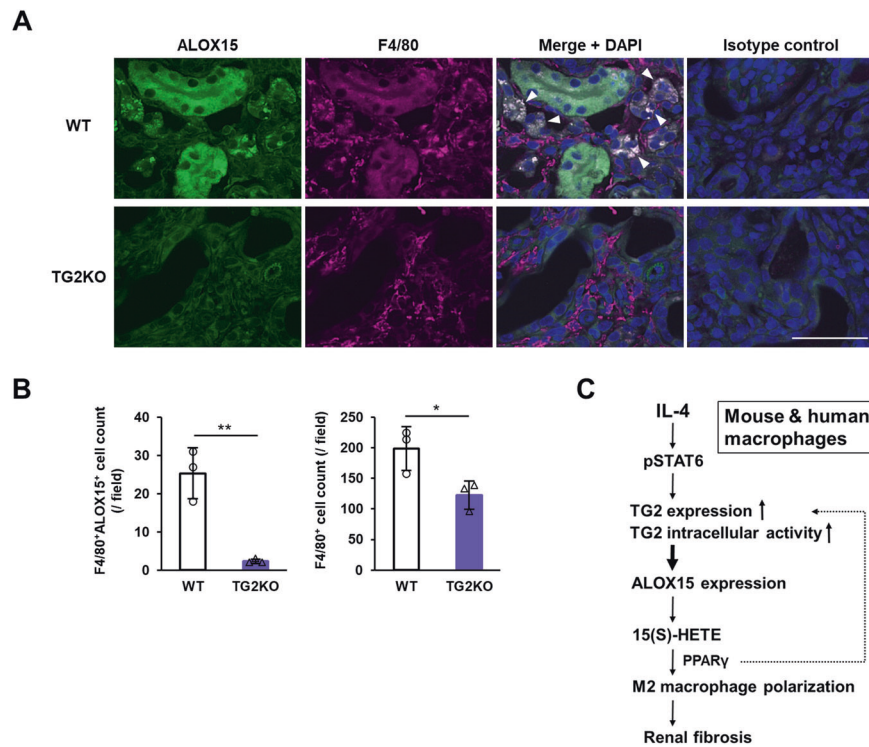 A
ALOX15
F4/80
Merge + DAPI
Isotype control
WT
TG2KO
B
F4/80⁺ALOX15⁺ cell count
(/ field)
40
30
20
10
0
**
WT
TG2KO
F4/80⁺ cell count (/ field)
250
200
150
100
50
0
*
WT
TG2KO
C
IL-4
Mouse & human
macrophages
pSTAT6
TG2 expression ↑
TG2 intracellular activity ↑
ALOX15 expression
15(S)-HETE
PPARγ
M2 macrophage polarization
Renal fibrosis